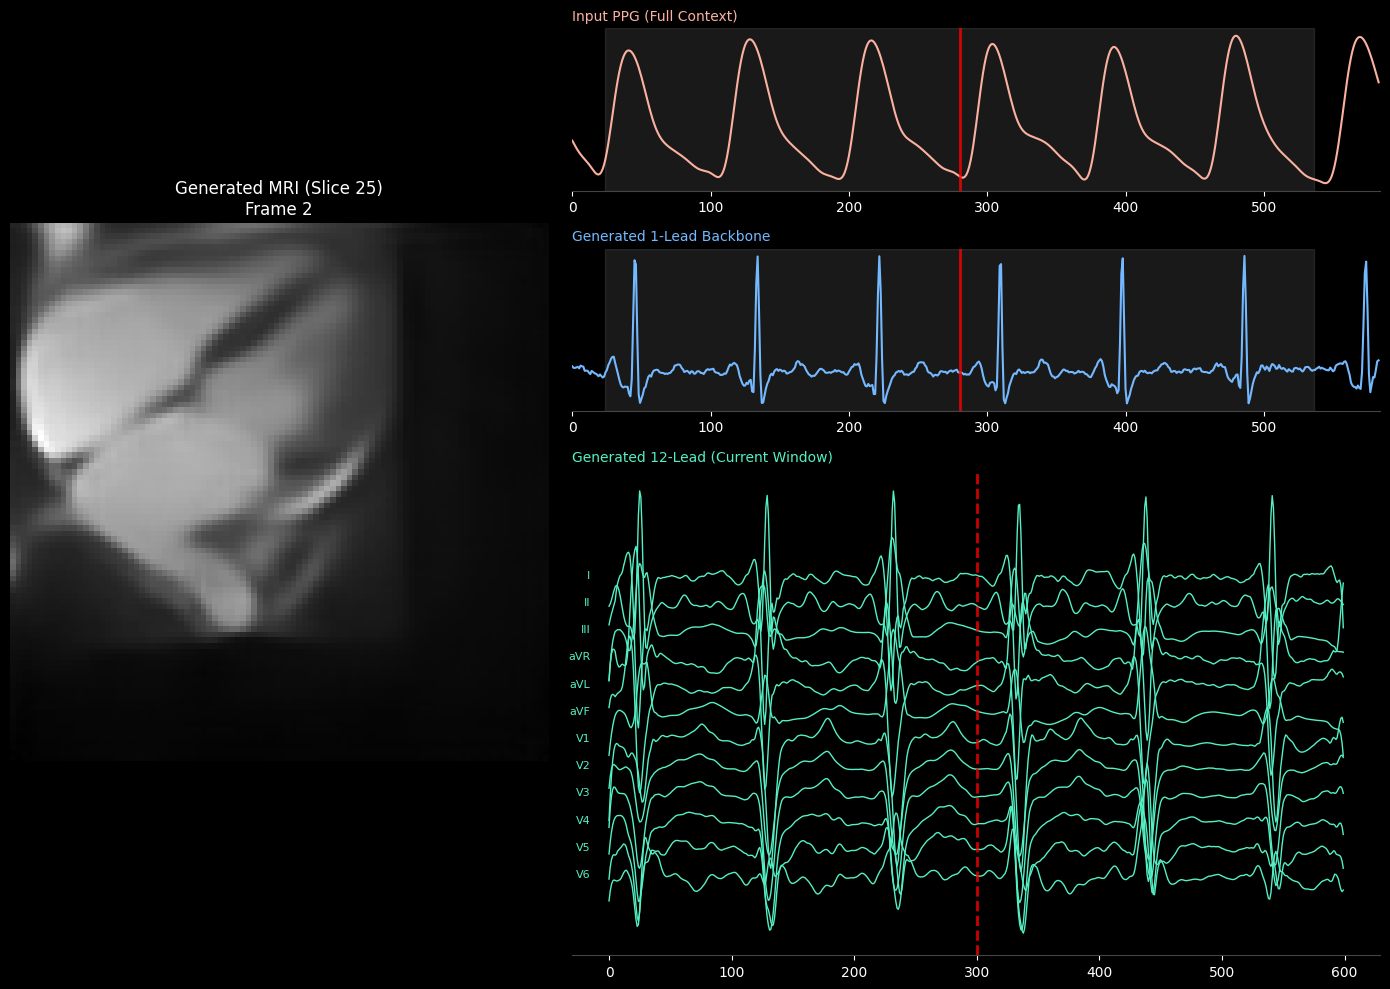 Input PPG (Full Context)
0 100 200 300 400 500
Generated MRI (Slice 25)
Frame 2
Generated 1-Lead Backbone
0 100 200 300 400 500
Generated 12-Lead (Current Window)
I
II
III
aVR
aVL
aVF
V1
V2
V3
V4
V5
V6
0 100 200 300 400 500 600